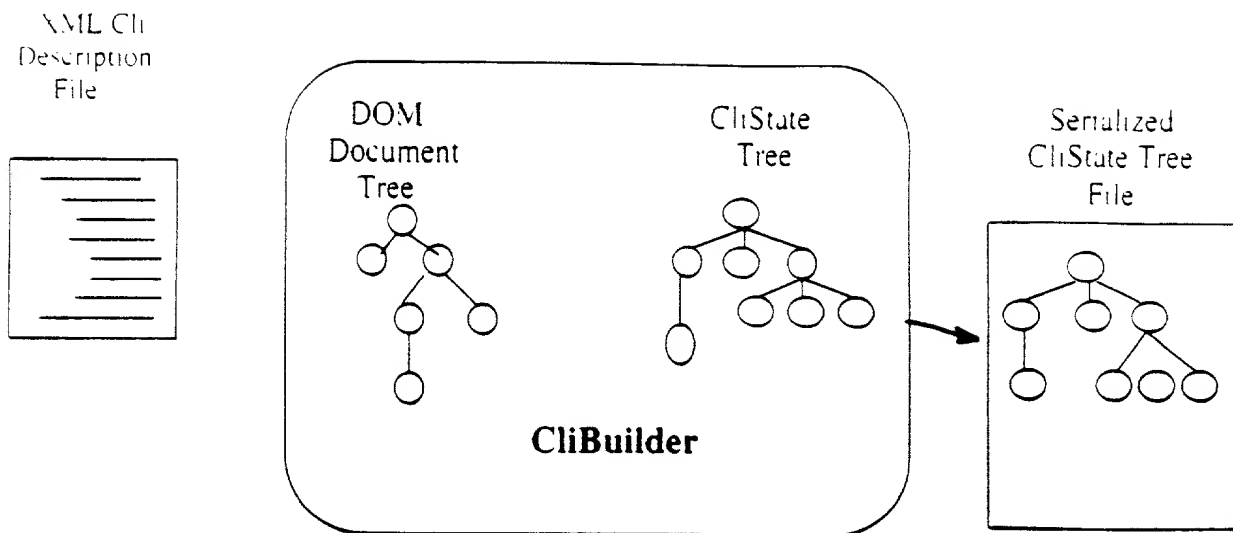 XML Cli
Description
File
DOM
Document
Tree
CliState
Tree
Serialized
CliState Tree
File
CliBuilder